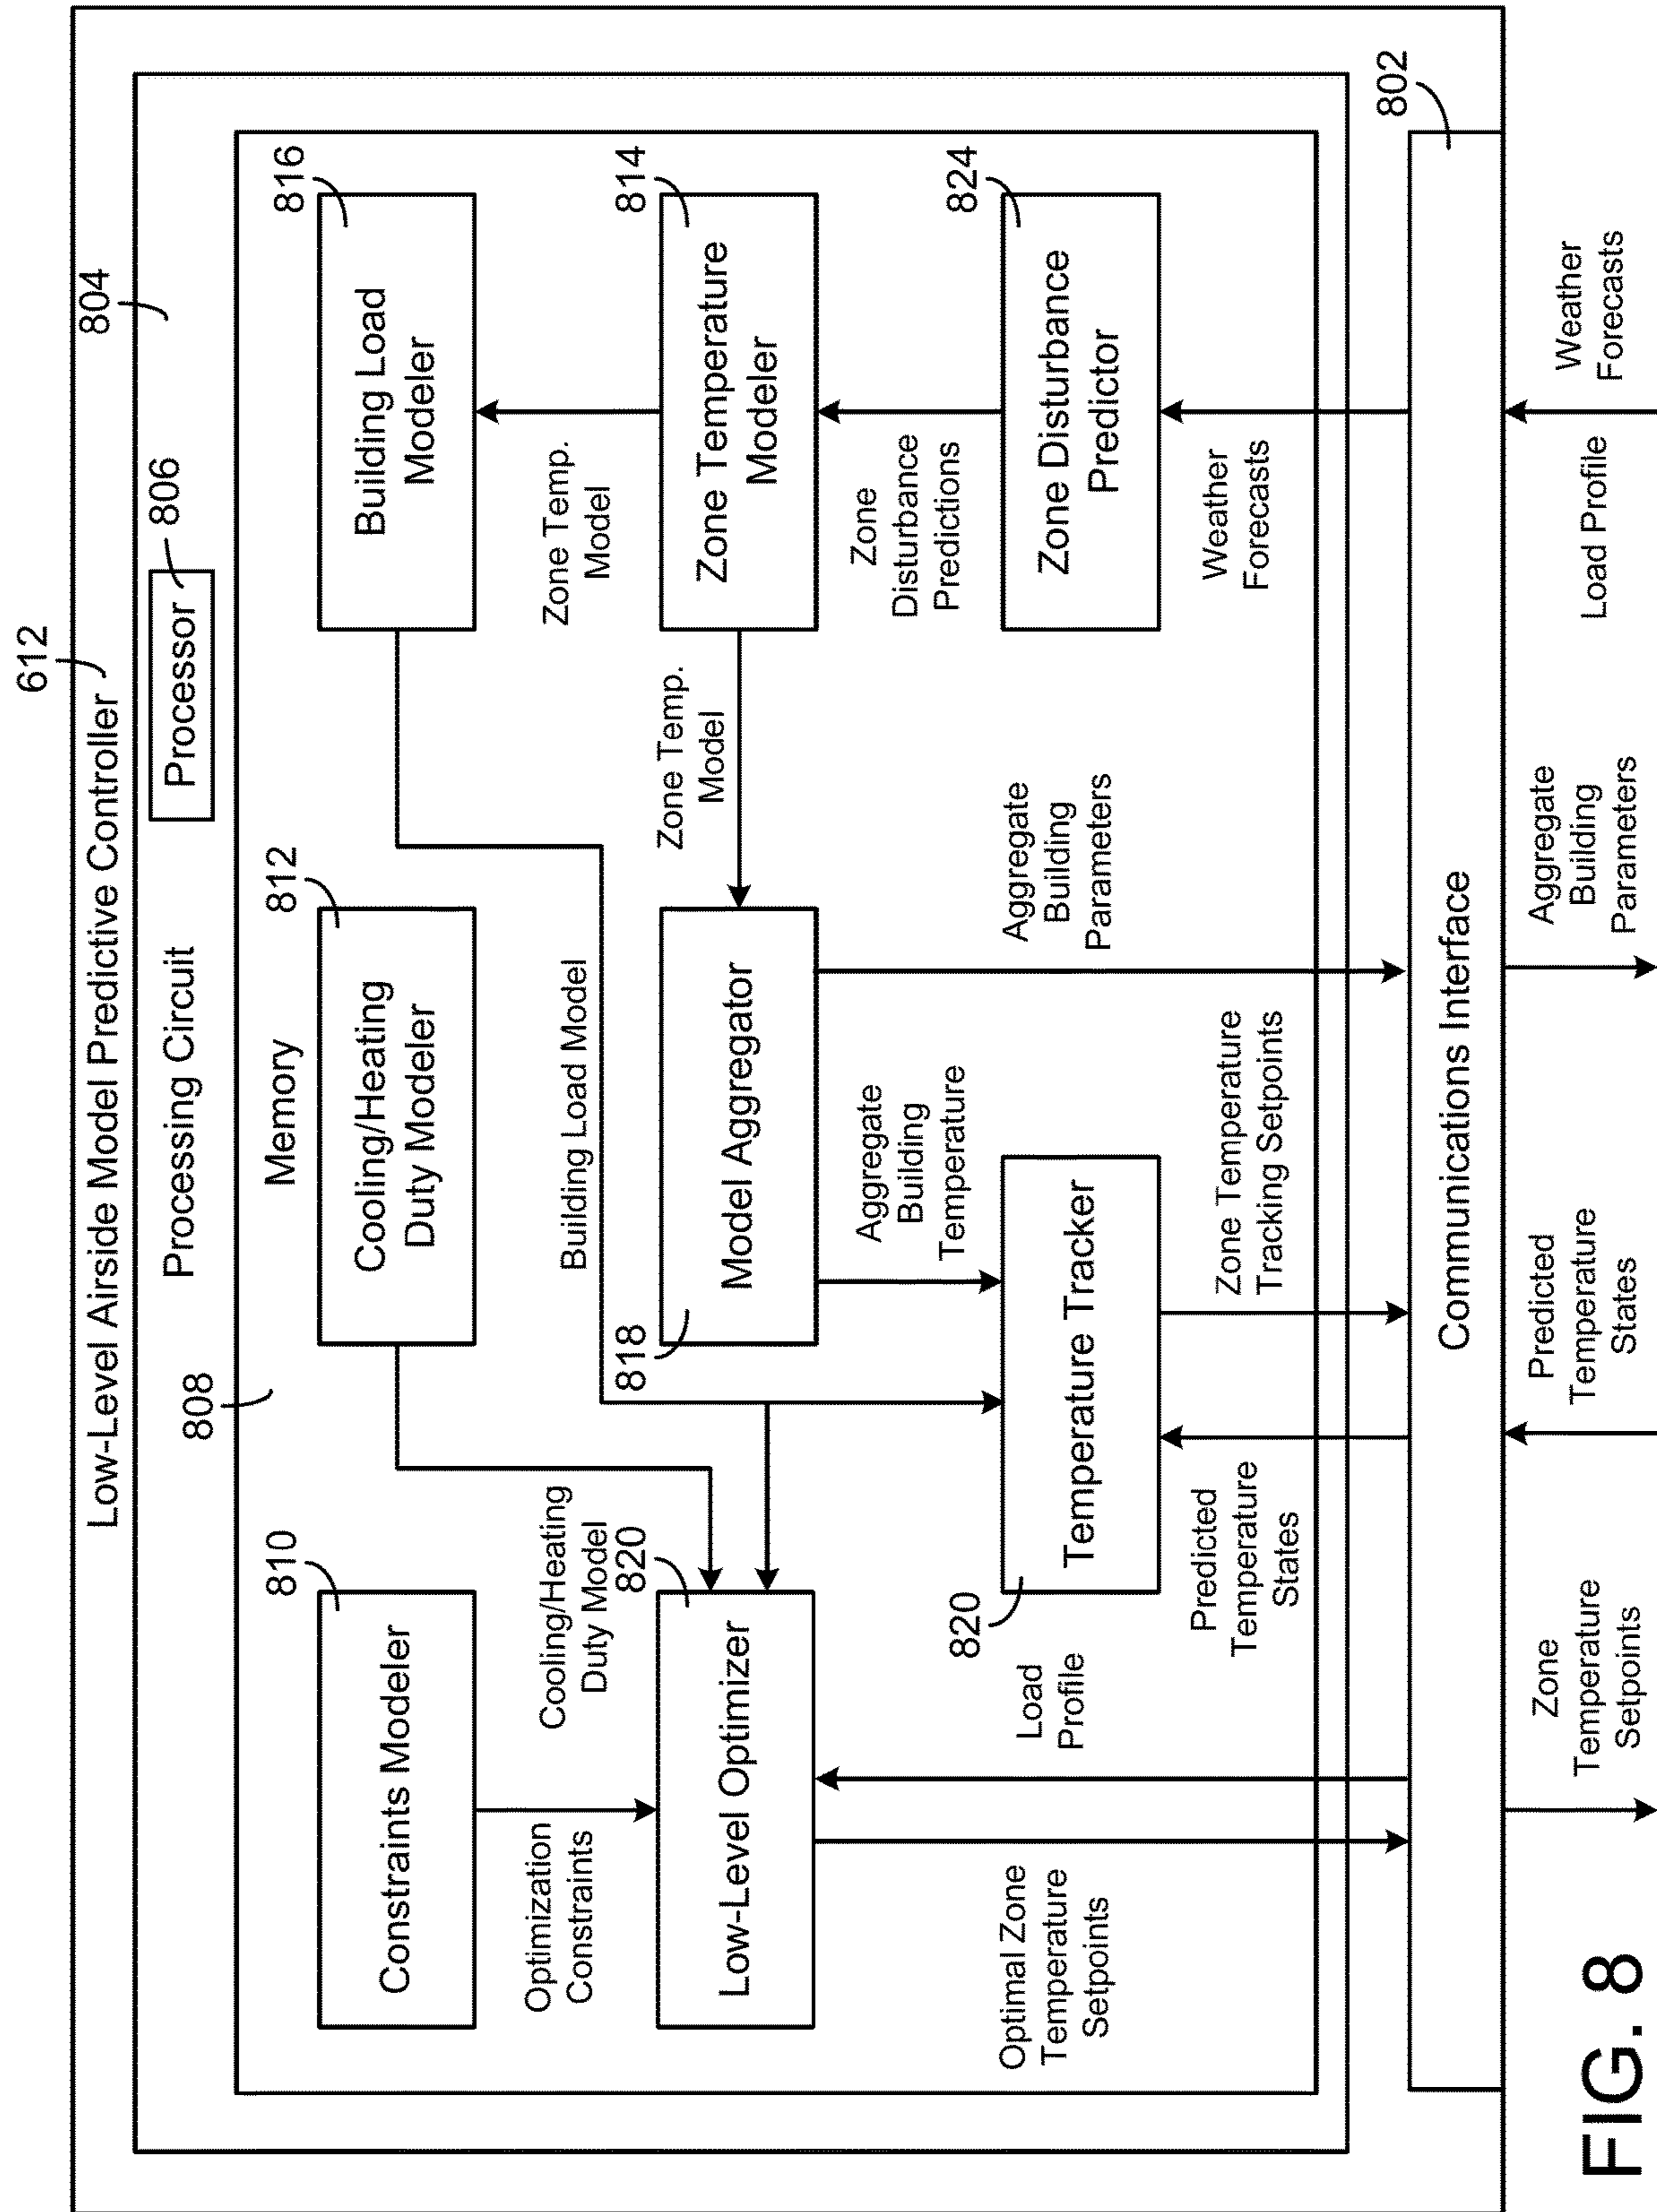 612
Low-Level Airside Model Predictive Controller
804
Processing Circuit
Processor
806
808
Memory
810
Constraints Modeler
812
Cooling/Heating
Duty Modeler
816
Building Load
Modeler
Optimization
Constraints
Cooling/Heating
Duty Model
Building Load Model
Zone Temp.
Model
820
Low-Level Optimizer
818
Model Aggregator
Zone Temp.
Model
814
Zone Temperature
Modeler
Aggregate
Building
Temperature
Zone
Disturbance
Predictions
Optimal Zone
Temperature
Setpoints
Load
Profile
820
Temperature Tracker
Aggregate
Building
Parameters
824
Zone Disturbance
Predictor
Predicted
Temperature
States
Zone Temperature
Tracking Setpoints
Weather
Forecasts
Communications Interface
802
Zone
Temperature
Setpoints
Predicted
Temperature
States
Aggregate
Building
Parameters
Load Profile
Weather
Forecasts
FIG. 8